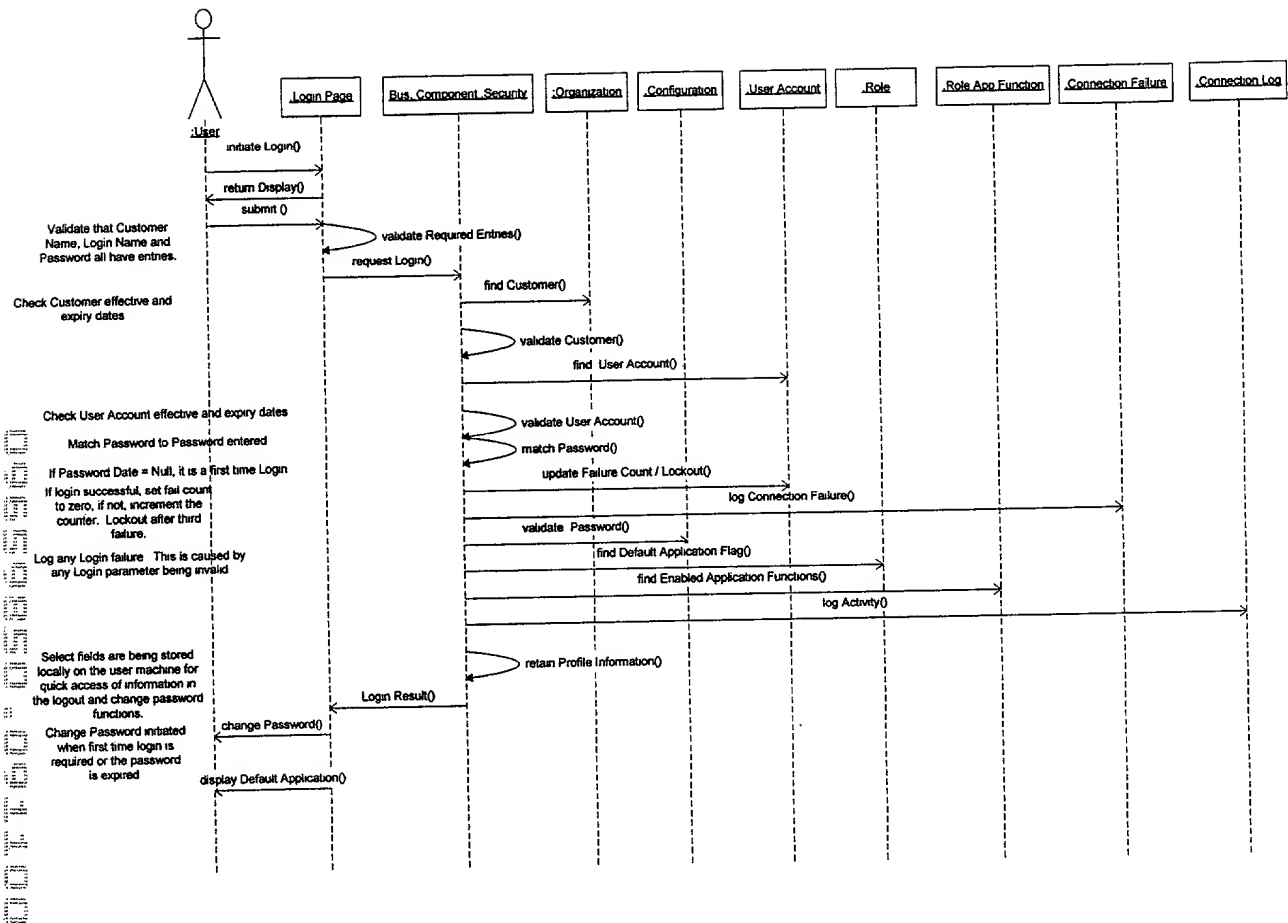 :User
.Login Page
Bus. Component .Security
:Organization
.Configuration
.User Account
.Role
.Role App Function
.Connection Failure
.Connection Log
initiate Login()
return Display()
submit ()
Validate that Customer
Name, Login Name and
Password all have entries.
validate Required Entries()
request Login()
find Customer()
Check Customer effective and
expiry dates
validate Customer()
find User Account()
Check User Account effective and expiry dates
validate User Account()
Match Password to Password entered
match Password()
If Password Date = Null, it is a first time Login
update Failure Count / Lockout()
If login successful, set fail count
to zero, if not, increment the
counter. Lockout after third
failure.
log Connection Failure()
validate Password()
Log any Login failure This is caused by
any Login parameter being invalid
find Default Application Flag()
find Enabled Application Functions()
log Activity()
Select fields are being stored
locally on the user machine for
quick access of information in
the logout and change password
functions.
retain Profile Information()
Login Result()
change Password()
Change Password initiated
when first time login is
required or the password
is expired
display Default Application()